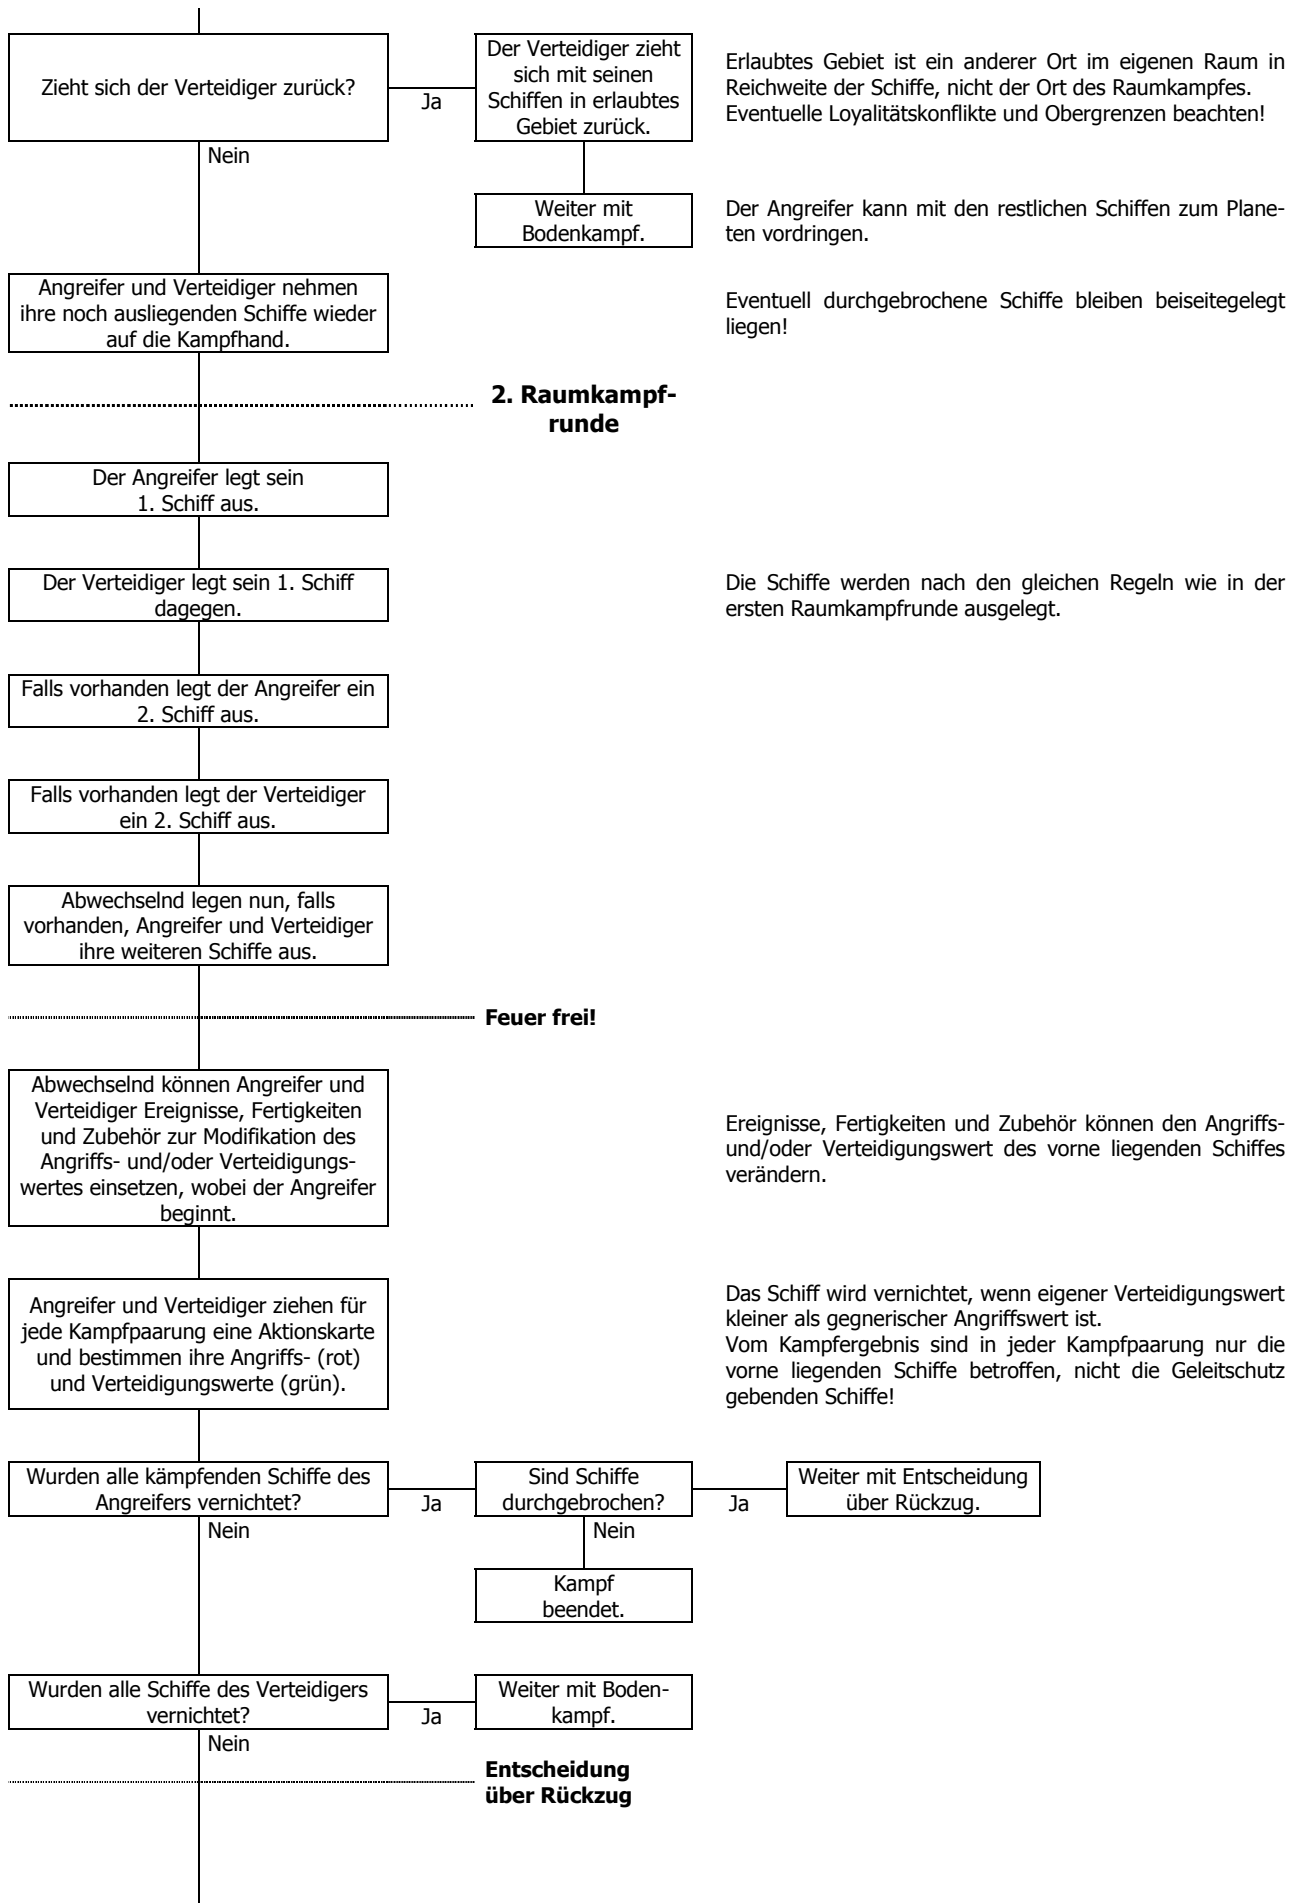 Zieht sich der Verteidiger zurück?
Ja
Der Verteidiger zieht
sich mit seinen
Schiffen in erlaubtes
Gebiet zurück.
Erlaubtes Gebiet ist ein anderer Ort im eigenen Raum in
Reichweite der Schiffe, nicht der Ort des Raumkampfes.
Eventuelle Loyalitätskonflikte und Obergrenzen beachten!
Nein
Weiter mit
Bodenkampf.
Der Angreifer kann mit den restlichen Schiffen zum Plane-
ten vordringen.
Angreifer und Verteidiger nehmen
ihre noch ausliegenden Schiffe wieder
auf die Kampfhand.
Eventuell durchgebrochene Schiffe bleiben beiseitegelegt
liegen!
2. Raumkampf-
runde
Der Angreifer legt sein
1. Schiff aus.
Der Verteidiger legt sein 1. Schiff
dagegen.
Die Schiffe werden nach den gleichen Regeln wie in der
ersten Raumkampfrunde ausgelegt.
Falls vorhanden legt der Angreifer ein
2. Schiff aus.
Falls vorhanden legt der Verteidiger
ein 2. Schiff aus.
Abwechselnd legen nun, falls
vorhanden, Angreifer und Verteidiger
ihre weiteren Schiffe aus.
Feuer frei!
Abwechselnd können Angreifer und
Verteidiger Ereignisse, Fertigkeiten
und Zubehör zur Modifikation des
Angriffs- und/oder Verteidigungs-
wertes einsetzen, wobei der Angreifer
beginnt.
Ereignisse, Fertigkeiten und Zubehör können den Angriffs-
und/oder Verteidigungswert des vorne liegenden Schiffes
verändern.
Angreifer und Verteidiger ziehen für
jede Kampfpaarung eine Aktionskarte
und bestimmen ihre Angriffs- (rot)
und Verteidigungswerte (grün).
Das Schiff wird vernichtet, wenn eigener Verteidigungswert
kleiner als gegnerischer Angriffswert ist.
Vom Kampfergebnis sind in jeder Kampfpaarung nur die
vorne liegenden Schiffe betroffen, nicht die Geleitschutz
gebenden Schiffe!
Wurden alle kämpfenden Schiffe des
Angreifers vernichtet?
Ja
Sind Schiffe
durchgebrochen?
Ja
Weiter mit Entscheidung
über Rückzug.
Nein
Nein
Kampf
beendet.
Wurden alle Schiffe des Verteidigers
vernichtet?
Ja
Weiter mit Boden-
kampf.
Nein
Entscheidung
über Rückzug